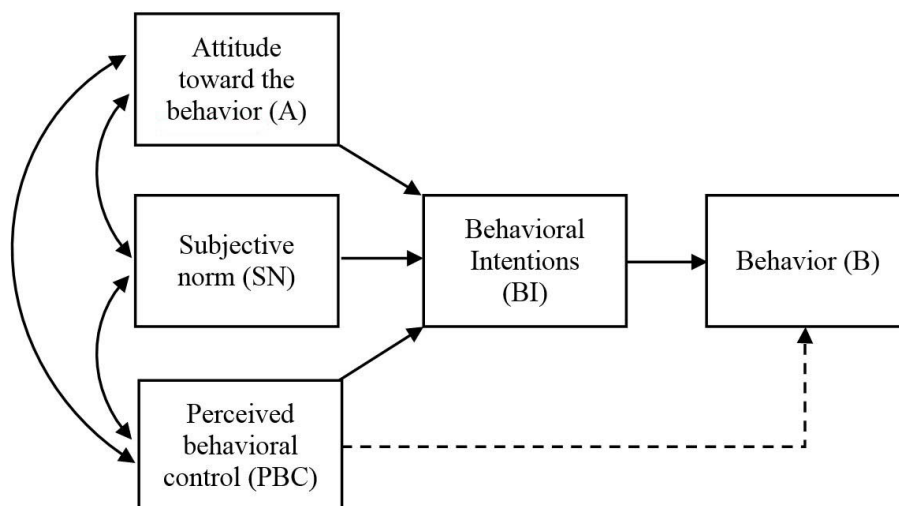 Attitude
toward the
behavior (A)
Subjective
norm (SN)
Perceived
behavioral
control (PBC)
Behavioral
Intentions
(BI)
Behavior (B)